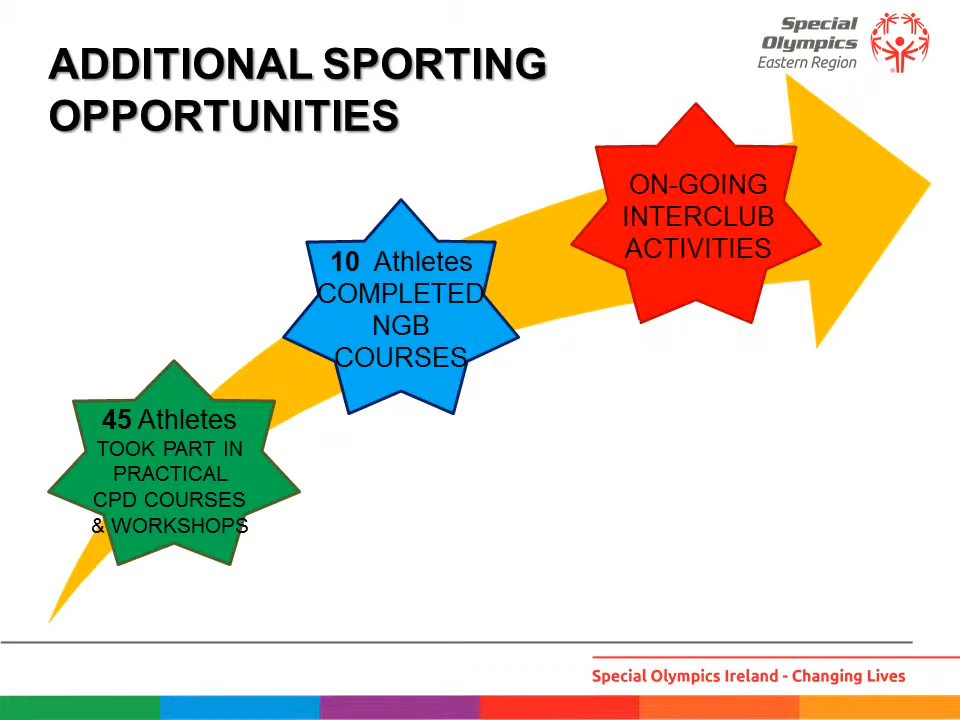 ADDITIONAL SPORTING
OPPORTUNITIES
Special
Olympics
Eastern Region
ON-GOING
INTERCLUB
ACTIVITIES
10 Athletes
COMPLETED
NGB
COURSES
45 Athletes
TOOK PART IN
PRACTICAL
CPD COURSES
& WORKSHOPS
Special Olympics Ireland - Changing Lives